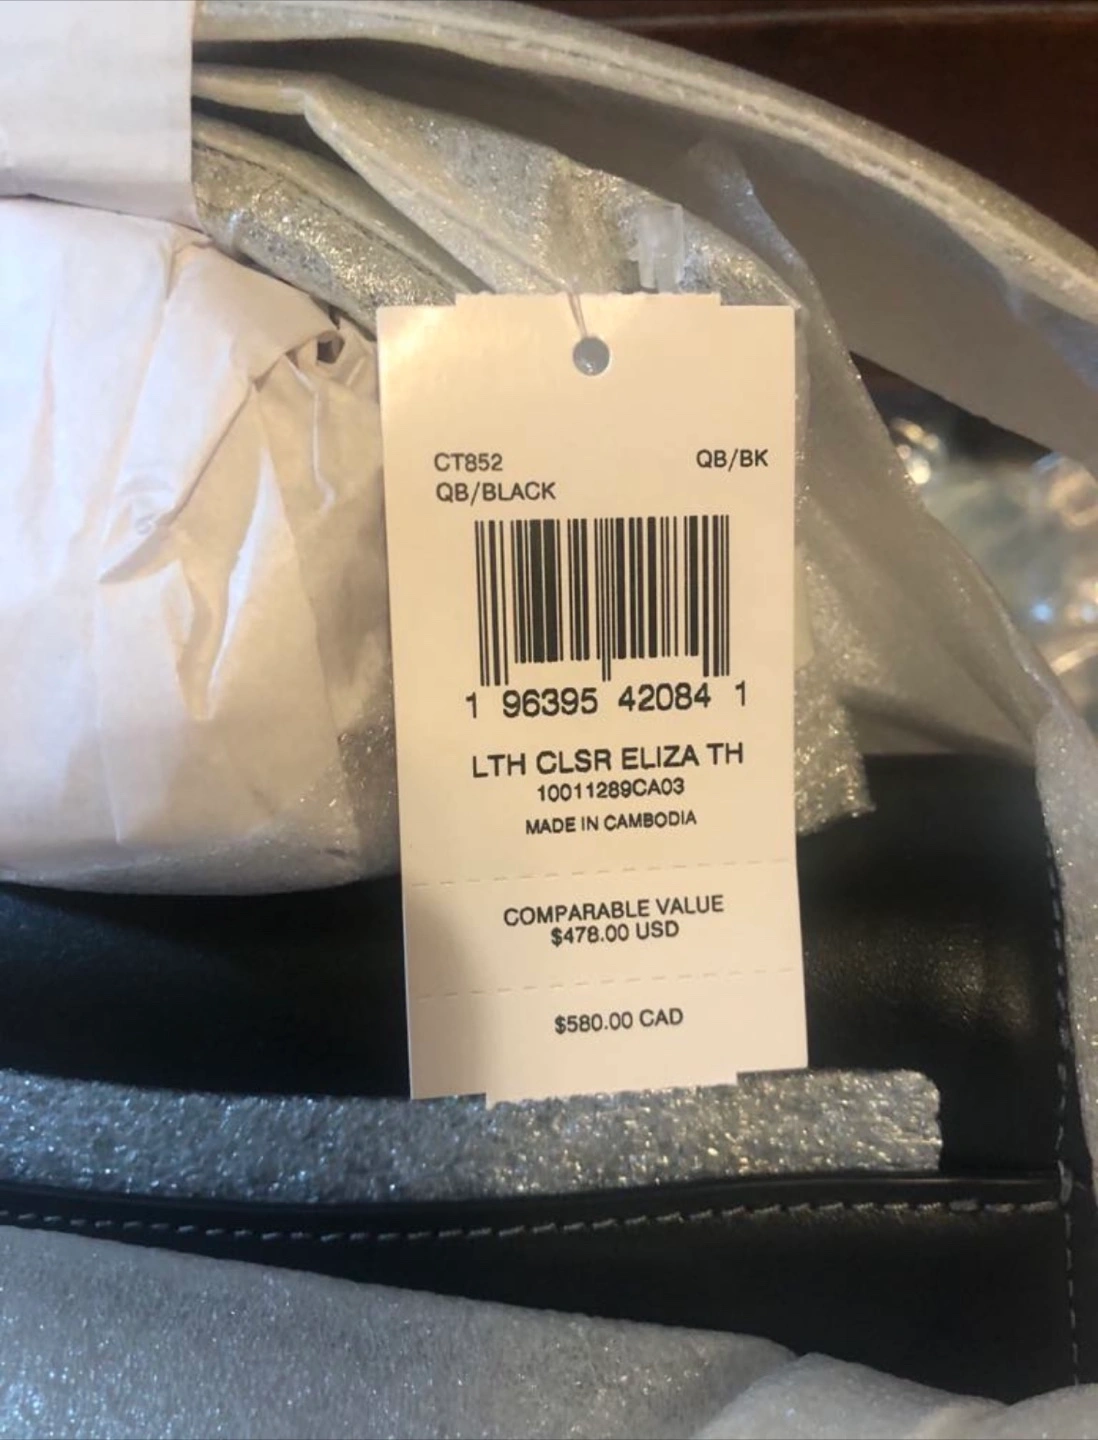 CT852 QB/BK
QB/BLACK
1 96395 42084 1
LTH CLSR ELIZA TH
10011289CA03
MADE IN CAMBODIA
COMPARABLE VALUE
$478.00 USD
$580.00 CAD